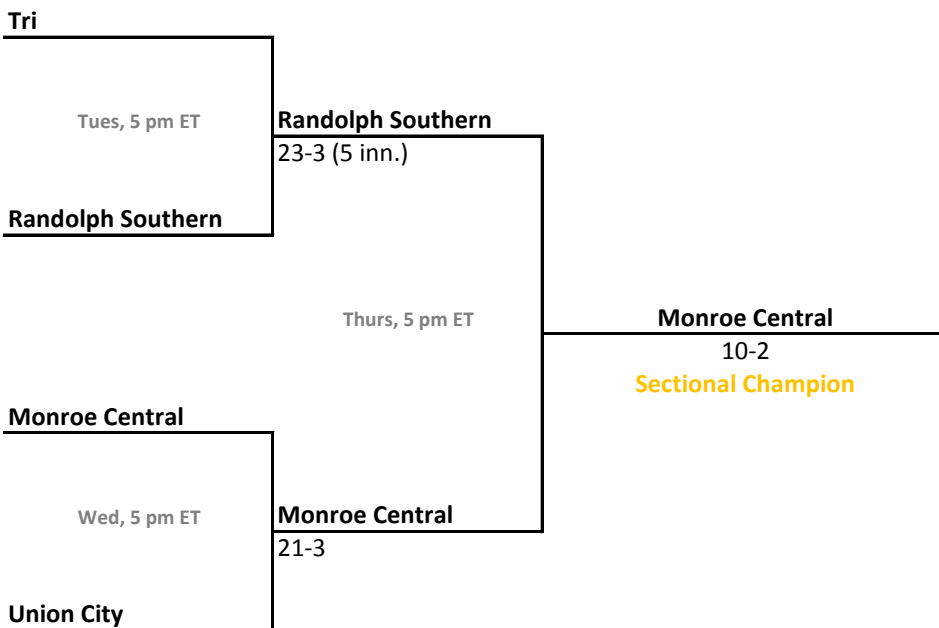 Tri
Tues, 5 pm ET
Randolph Southern
23-3 (5 inn.)
Randolph Southern
Thurs, 5 pm ET
Monroe Central
10-2
Sectional Champion
Monroe Central
Wed, 5 pm ET
Monroe Central
21-3
Union City